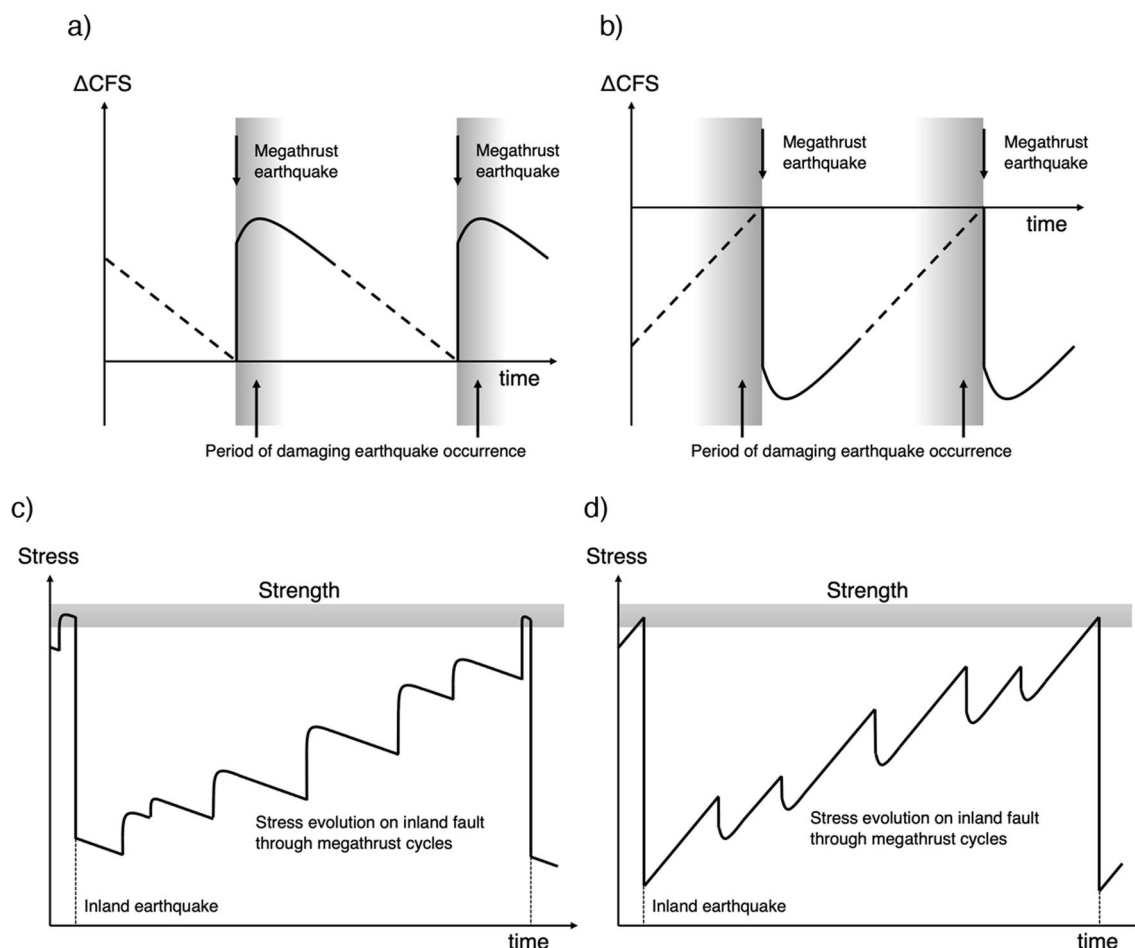 a)
ΔCFS
Megathrust
earthquake
Megathrust
earthquake
time
Period of damaging earthquake occurrence
b)
ΔCFS
Megathrust
earthquake
Megathrust
earthquake
time
Period of damaging earthquake occurrence
c)
Stress
Strength
Stress evolution on inland fault
through megathrust cycles
Inland earthquake
time
d)
Stress
Strength
Stress evolution on inland fault
through megathrust cycles
Inland earthquake
time